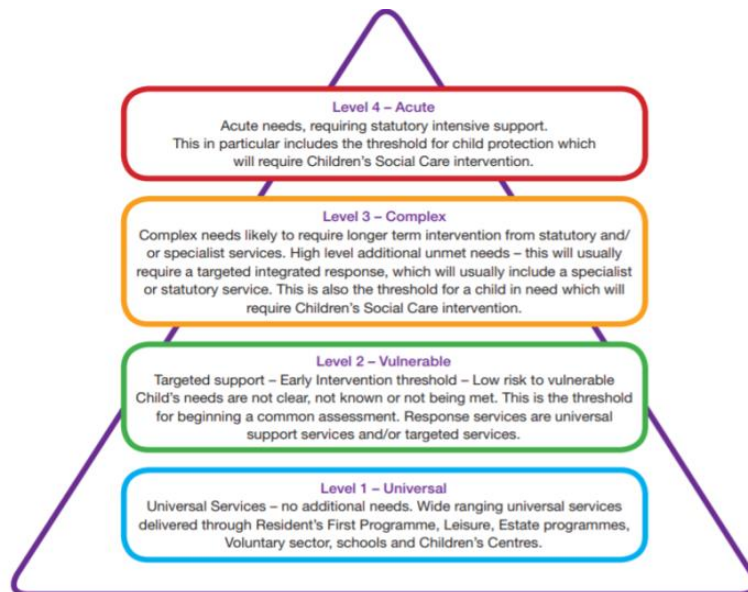 Level 4 – Acute
Acute needs, requiring statutory intensive support.
This in particular includes the threshold for child protection which
will require Children's Social Care intervention.
Level 3 – Complex
Complex needs likely to require longer term intervention from statutory and/
or specialist services. High level additional unmet needs – this will usually
require a targeted integrated response, which will usually include a specialist
or statutory service. This is also the threshold for a child in need which will
require Children's Social Care intervention.
Level 2 – Vulnerable
Targeted support – Early Intervention threshold – Low risk to vulnerable
Child's needs are not clear, not known or not being met. This is the threshold
for beginning a common assessment. Response services are universal
support services and/or targeted services.
Level 1 – Universal
Universal Services – no additional needs. Wide ranging universal services
delivered through Resident's First Programme, Leisure, Estate programmes,
Voluntary sector, schools and Children's Centres.